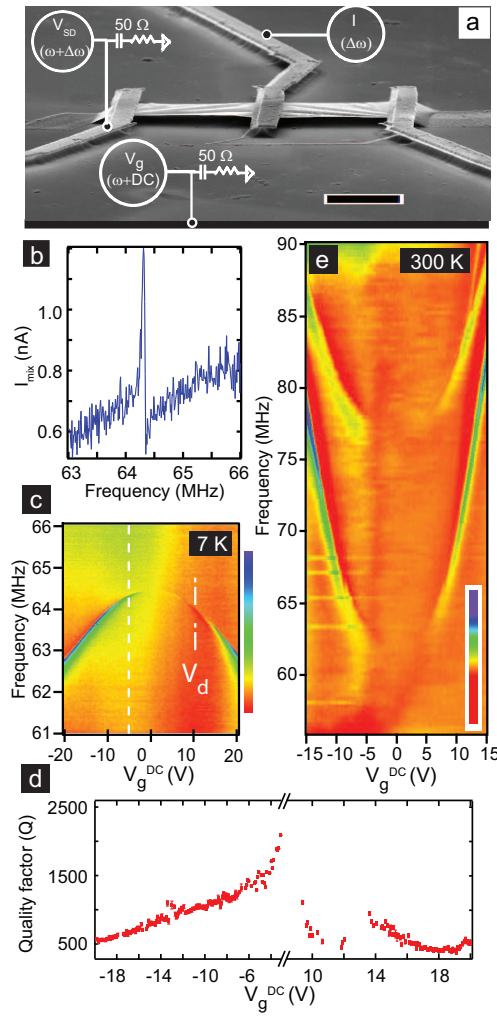 a
V_SD
(ω+Δω)
50 Ω
I
(Δω)
V_g
(ω+DC)
50 Ω
b
I_mix (nA)
1.0
0.8
0.6
63 64 65 66
Frequency (MHz)
c
7 K
Frequency (MHz)
66
65
64
63
62
61
V_d
-20 -10 0 10 20
V_g^DC (V)
e
300 K
Frequency (MHz)
90
85
80
75
70
65
60
-15 -10 -5 0 5 10 15
V_g^DC (V)
d
Quality factor (Q)
2500
1500
500
-18 -14 -10 -6 10 14 18
V_g^DC (V)